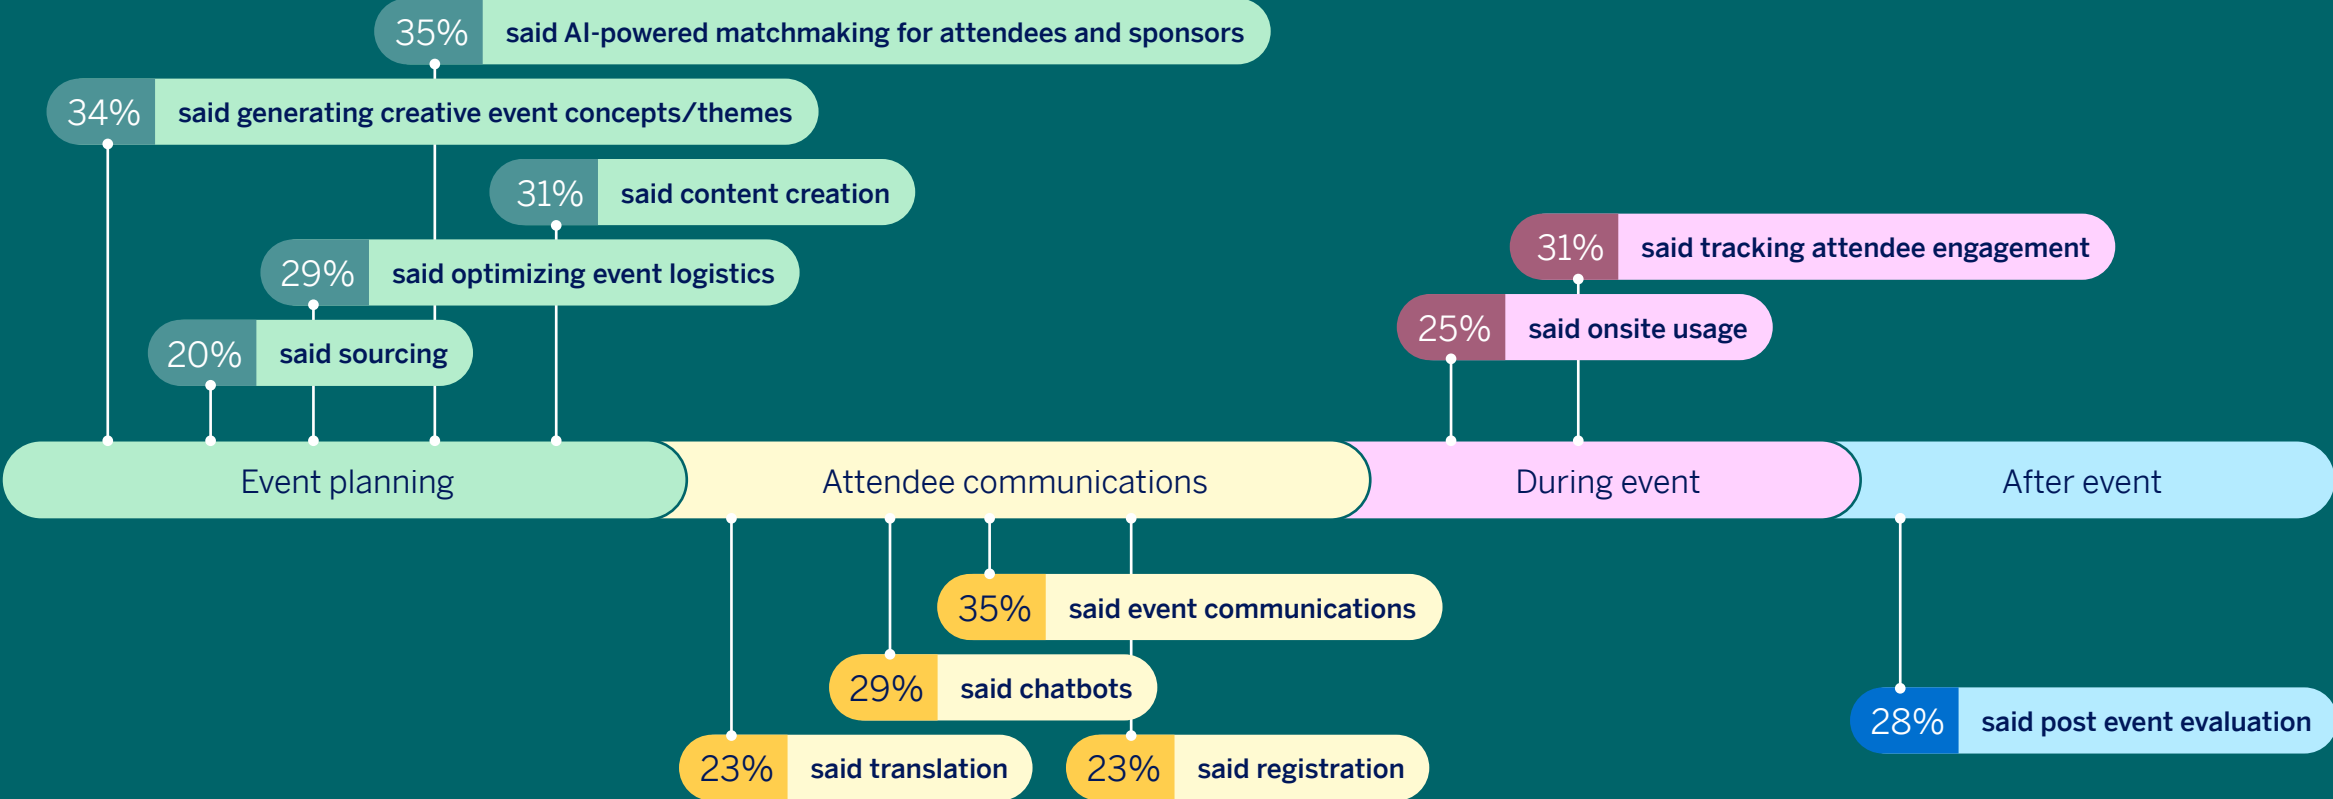 35% said AI-powered matchmaking for attendees and sponsors
34% said generating creative event concepts/themes
31% said content creation
31% said tracking attendee engagement
29% said optimizing event logistics
25% said onsite usage
20% said sourcing
Event planning
Attendee communications
During event
After event
35% said event communications
29% said chatbots
28% said post event evaluation
23% said translation
23% said registration